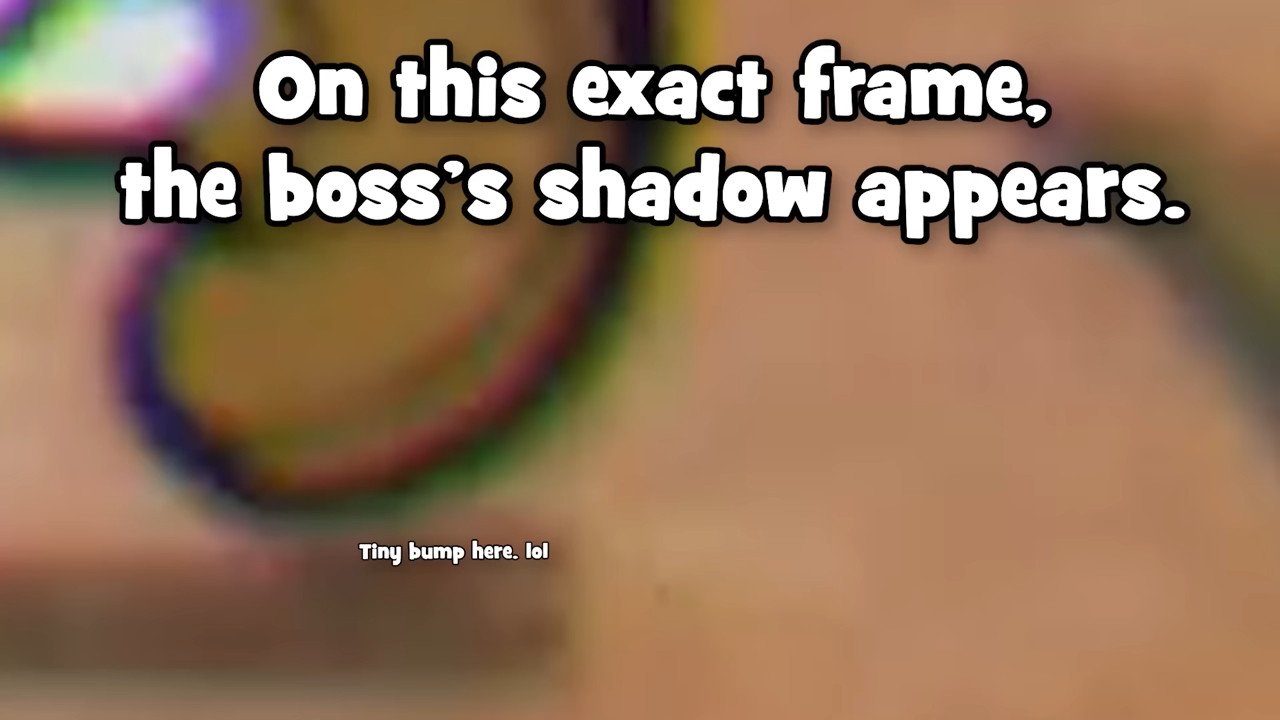 On this exact frame,
the boss’s shadow appears.
Tiny bump here. lol